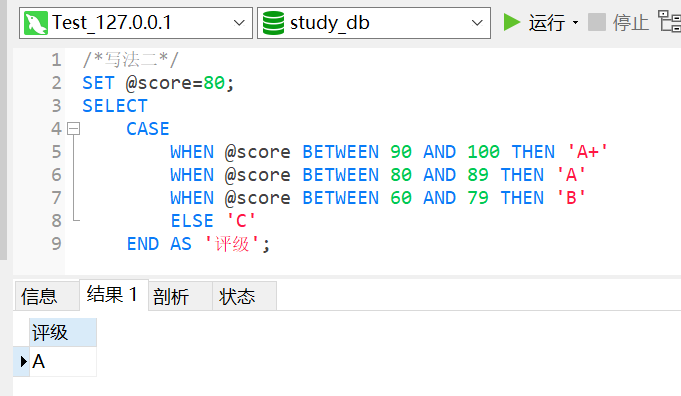 Test_127.0.0.1 study_db 运行 停止
1 /*写法二*/
2 SET @score=80;
3 SELECT
4 CASE
5 WHEN @score BETWEEN 90 AND 100 THEN 'A+'
6 WHEN @score BETWEEN 80 AND 89 THEN 'A'
7 WHEN @score BETWEEN 60 AND 79 THEN 'B'
8 ELSE 'C'
9 END AS '评级';
信息 结果 1 剖析 状态
评级
A